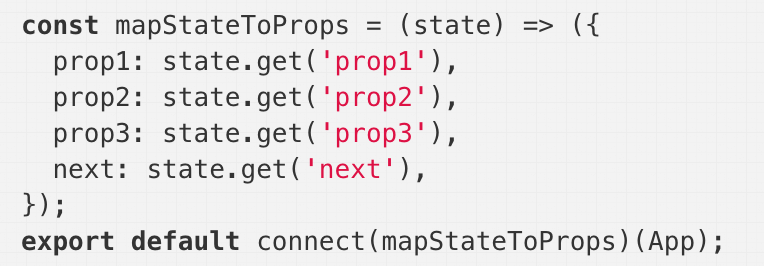 const mapStateToProps = (state) => ({
  prop1: state.get('prop1'),
  prop2: state.get('prop2'),
  prop3: state.get('prop3'),
  next: state.get('next'),
});
export default connect(mapStateToProps)(App);